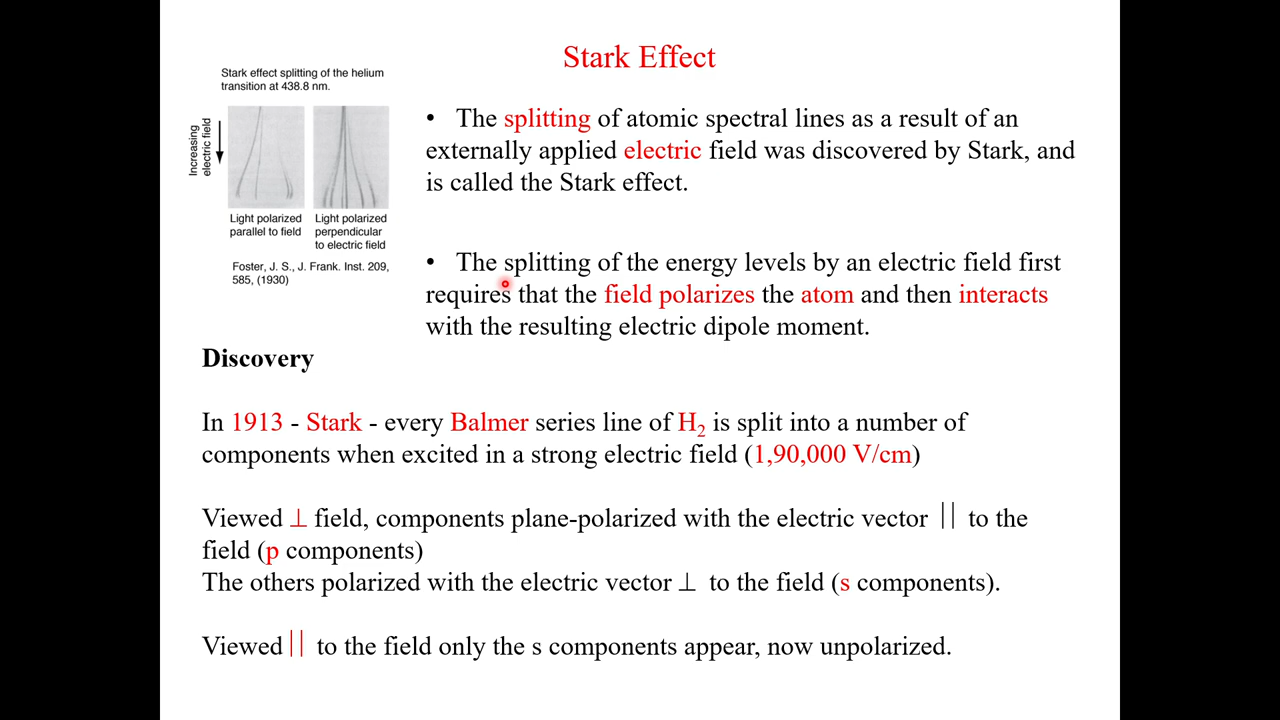 Stark Effect
Stark effect splitting of the helium
transition at 438.8 nm.
Increasing
electric field
Light polarized
parallel to field
Light polarized
perpendicular
to electric field
Foster, J. S., J. Frank. Inst. 209,
585, (1930)
• The splitting of atomic spectral lines as a result of an
externally applied electric field was discovered by Stark, and
is called the Stark effect.
• The splitting of the energy levels by an electric field first
requires that the field polarizes the atom and then interacts
with the resulting electric dipole moment.
Discovery
In 1913 - Stark - every Balmer series line of H₂ is split into a number of
components when excited in a strong electric field (1,90,000 V/cm)
Viewed ⊥ field, components plane-polarized with the electric vector || to the
field (p components)
The others polarized with the electric vector ⊥ to the field (s components).
Viewed || to the field only the s components appear, now unpolarized.